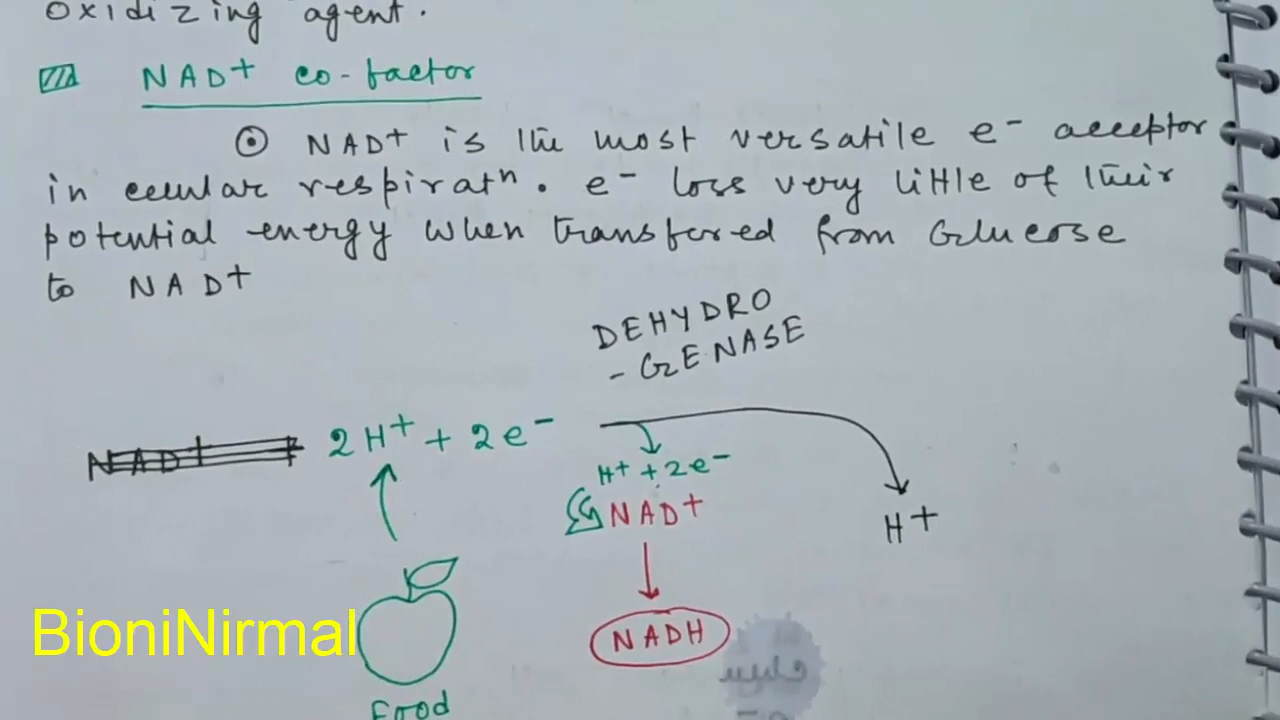 oxidizing agent.
NAD+ co-factor
NAD+ is the most versatile e- acceptor
in cellular respiratn. e- loss very little of their
potential energy when transfered from Glucose
to NAD+
DEHYDRO
- GENASE
NAD+
2H+ + 2e-
H+ + 2e-
NAD+
H+
NADH
BioniNirmal
Food